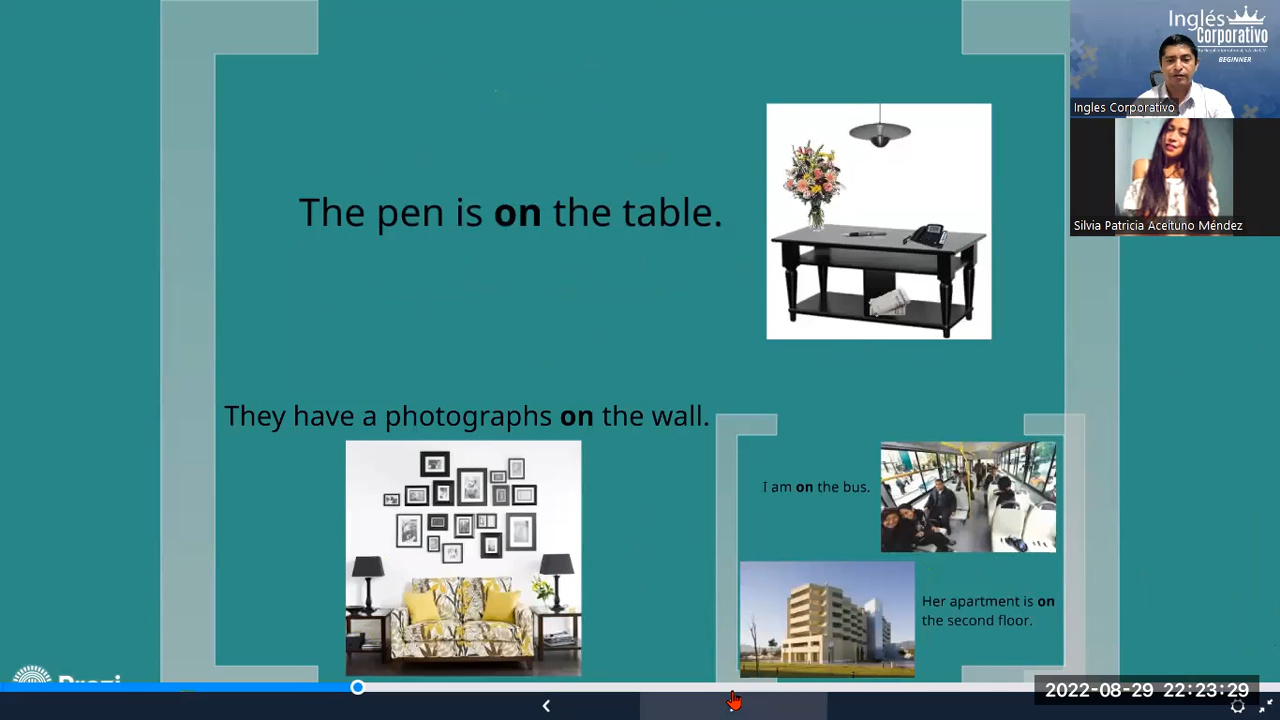 The pen is on the table.
They have a photographs on the wall.
I am on the bus.
Her apartment is on
the second floor.
Inglés
Corporativo
BEGINNER
Ingles Corporativo
Silvia Patricia Aceituno Méndez
Prezi
2022-08-29 22:23:29